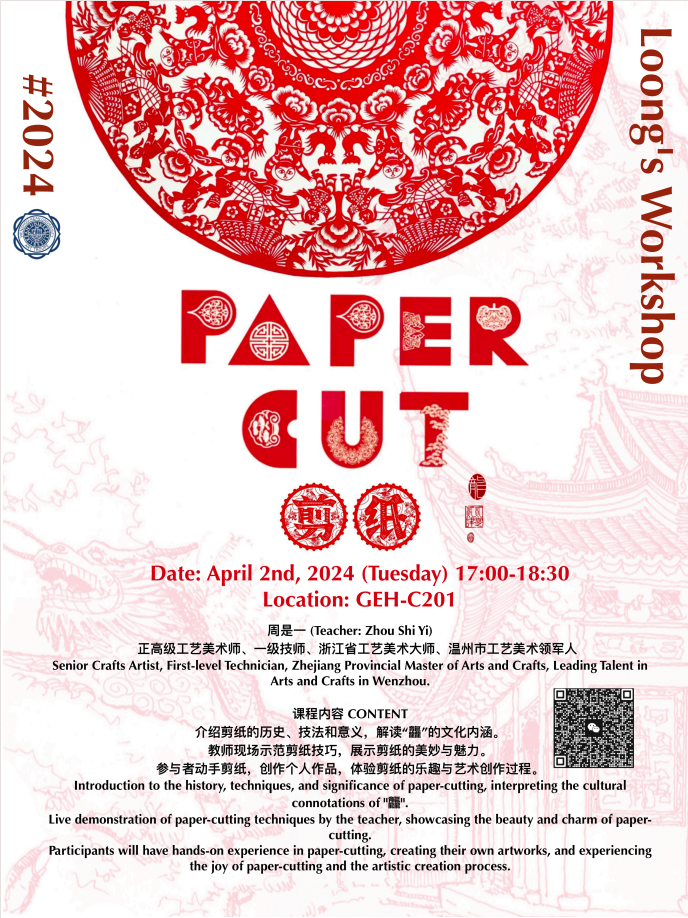 #2024
Loong's Workshop
PAPER
CUT
剪纸
龍
Date: April 2nd, 2024 (Tuesday) 17:00-18:30
Location: GEH-C201
周是一 (Teacher: Zhou Shi Yi)
正高级工艺美术师、一级技师、浙江省工艺美术大师、温州市工艺美术领军人
Senior Crafts Artist, First-level Technician, Zhejiang Provincial Master of Arts and Crafts, Leading Talent in
Arts and Crafts in Wenzhou.
课程内容 CONTENT
介绍剪纸的历史、技法和意义，解读“龘”的文化内涵。
教师现场示范剪纸技巧，展示剪纸的美妙与魅力。
参与者动手剪纸，创作个人作品，体验剪纸的乐趣与艺术创作过程。
Introduction to the history, techniques, and significance of paper-cutting, interpreting the cultural
connotations of "龘".
Live demonstration of paper-cutting techniques by the teacher, showcasing the beauty and charm of paper-
cutting.
Participants will have hands-on experience in paper-cutting, creating their own artworks, and experiencing
the joy of paper-cutting and the artistic creation process.